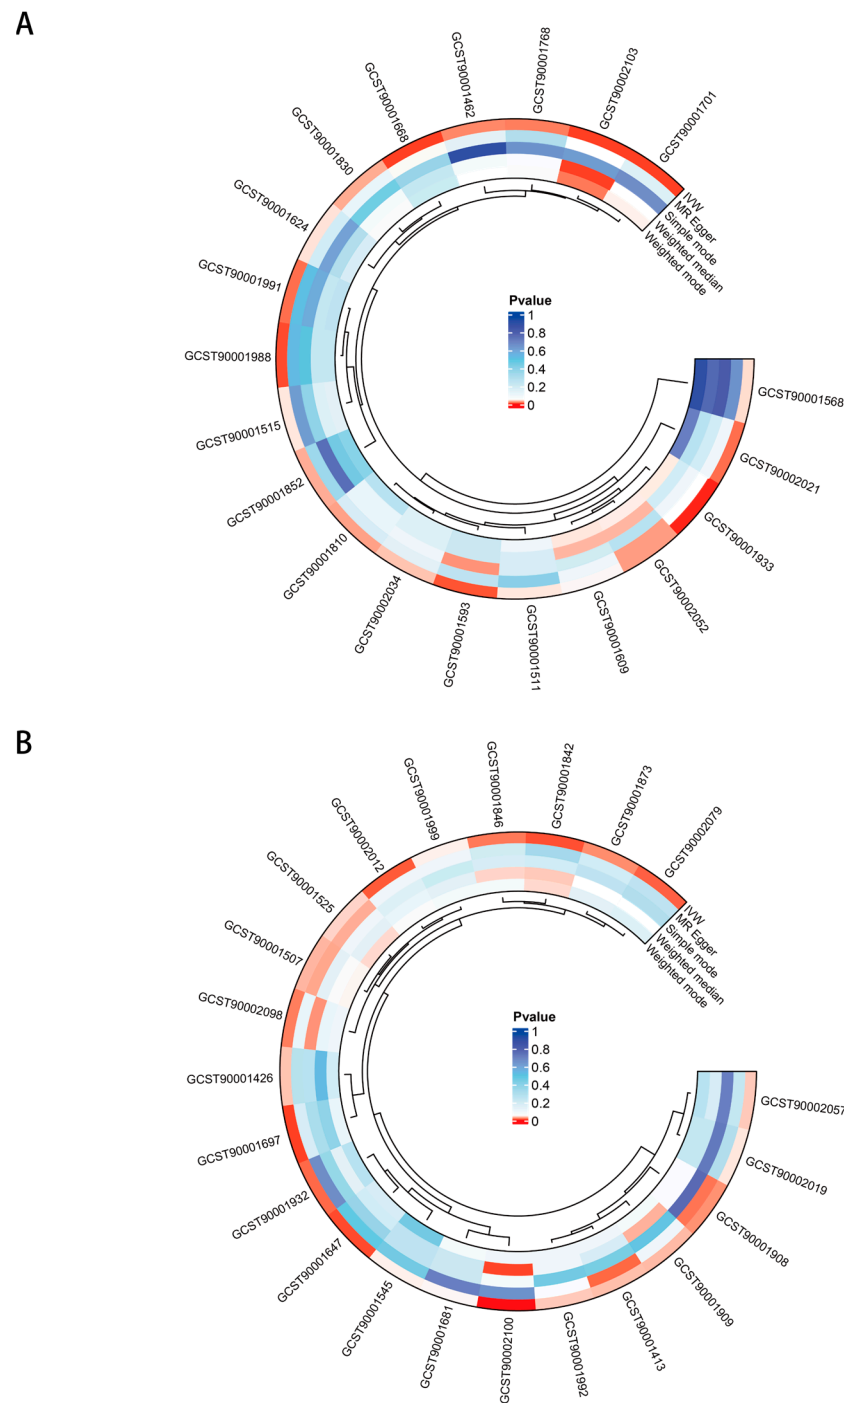 A
GCST90001701
GCST90002103
GCST90001768
GCST90001462
GCST90001668
GCST90001830
GCST90001624
GCST90001991
GCST90001988
GCST90001515
GCST90001852
GCST90001810
GCST90002034
GCST90001593
GCST90001511
GCST90001609
GCST90002052
GCST90001933
GCST90002021
GCST90001568
IVW
MR Egger
Simple mode
Weighted median
Weighted mode
Pvalue
1
0.8
0.6
0.4
0.2
0
B
GCST90002079
GCST90001873
GCST90001842
GCST90001846
GCST90001999
GCST90002012
GCST90001525
GCST90001507
GCST90002098
GCST90001426
GCST90001697
GCST90001932
GCST90001647
GCST90001545
GCST90001681
GCST90002100
GCST90001992
GCST90001413
GCST90001909
GCST90001908
GCST90002019
GCST90002057
IVW
MR Egger
Simple mode
Weighted median
Weighted mode
Pvalue
1
0.8
0.6
0.4
0.2
0